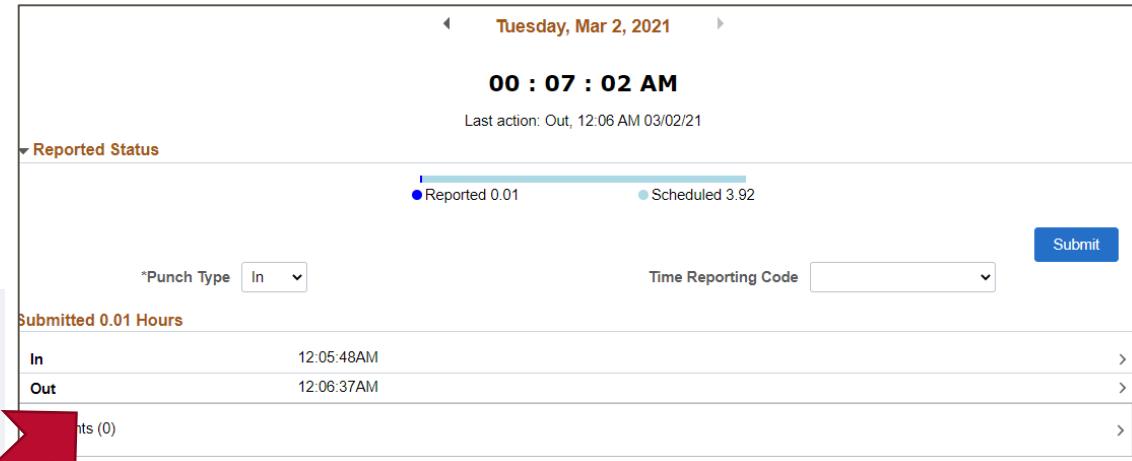 Tuesday, Mar 2, 2021
00 : 07 : 02 AM
Last action: Out, 12:06 AM 03/02/21
Reported Status
Reported 0.01 Scheduled 3.92
Submit
*Punch Type In Time Reporting Code
Submitted 0.01 Hours
In 12:05:48AM
Out 12:06:37AM
(0)